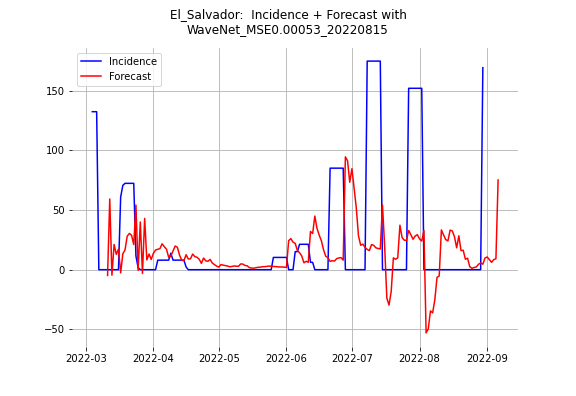 El_Salvador:  Incidence + Forecast with
WaveNet_MSE0.00053_20220815
Incidence
Forecast
150
100
50
0
−50
2022-03 2022-04 2022-05 2022-06 2022-07 2022-08 2022-09